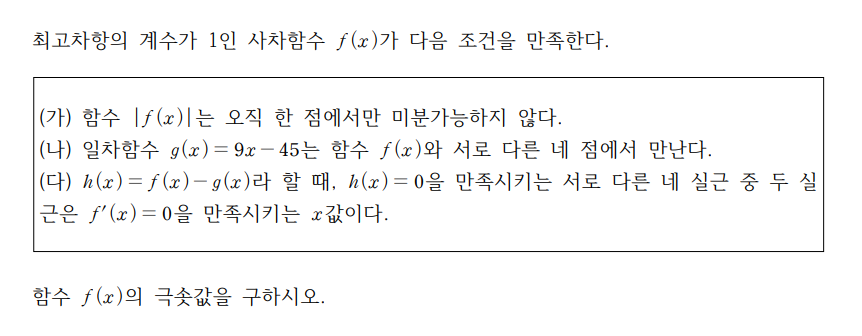 최고차항의 계수가 1인 사차함수 f(x)가 다음 조건을 만족한다.
(가) 함수 |f(x)|는 오직 한 점에서만 미분가능하지 않다.
(나) 일차함수 g(x)=9x-45는 함수 f(x)와 서로 다른 네 점에서 만난다.
(다) h(x)=f(x)-g(x)라 할 때, h(x)=0을 만족시키는 서로 다른 네 실근 중 두 실
근은 f′(x)=0을 만족시키는 x값이다.
함수 f(x)의 극솟값을 구하시오.